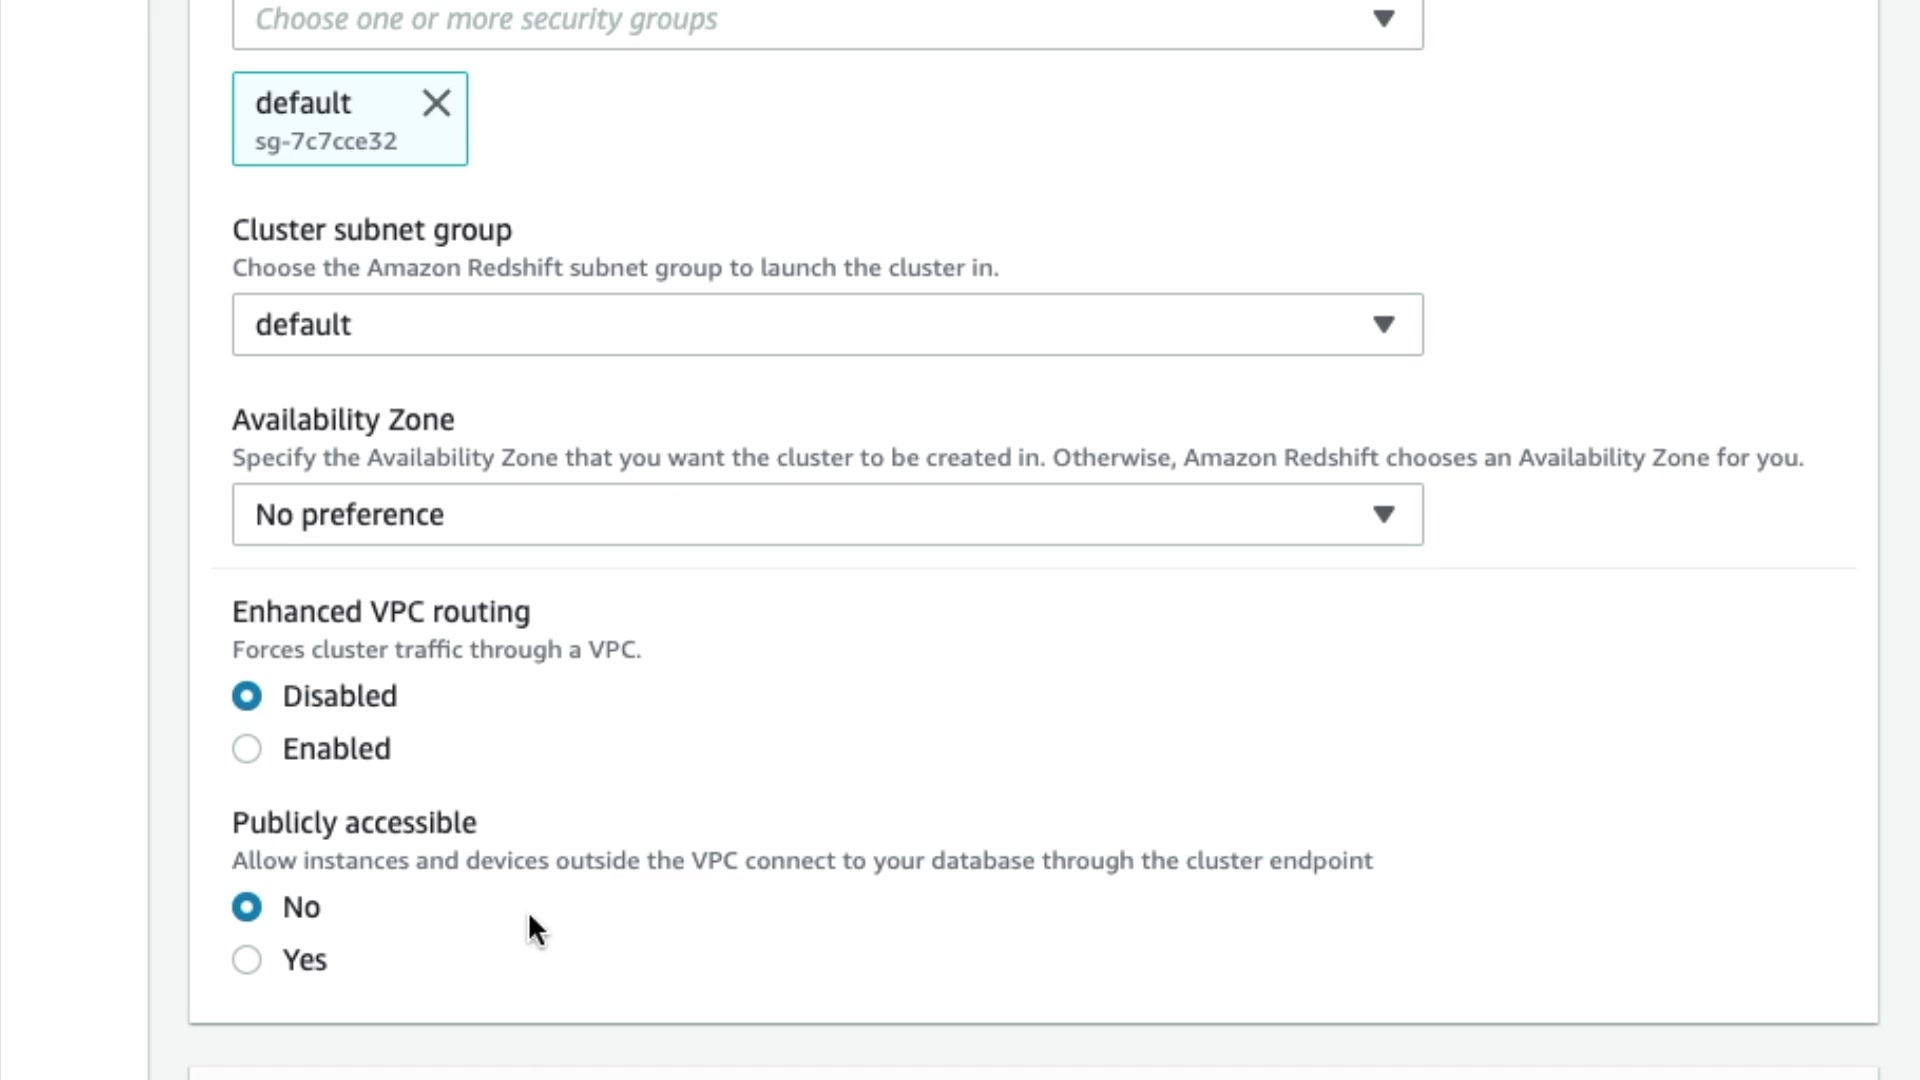 Choose one or more security groups
default
sg-7c7cce32
Cluster subnet group
Choose the Amazon Redshift subnet group to launch the cluster in.
default
Availability Zone
Specify the Availability Zone that you want the cluster to be created in. Otherwise, Amazon Redshift chooses an Availability Zone for you.
No preference
Enhanced VPC routing
Forces cluster traffic through a VPC.
Disabled
Enabled
Publicly accessible
Allow instances and devices outside the VPC connect to your database through the cluster endpoint
No
Yes